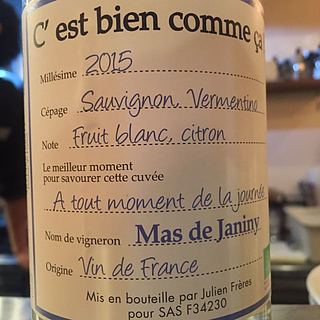 C' est bien comme ça
Millésime 2015
Cépage Sauvignon, Vermentino
Note Fruit blanc, citron
Le meilleur moment
pour savourer cette cuvée
A tout moment de la journée
Nom de vigneron Mas de Janiny
Origine Vin de France
Mis en bouteille par Julien Frères
pour SAS F34230